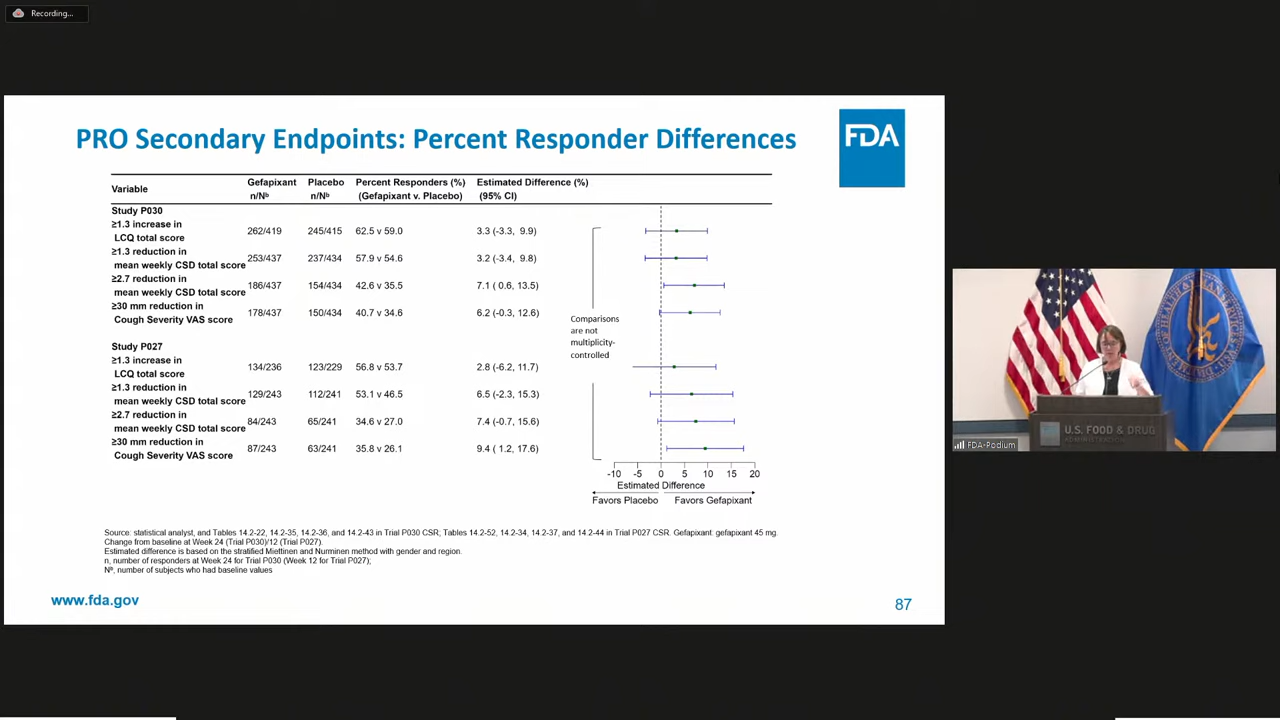 Recording...
PRO Secondary Endpoints: Percent Responder Differences
FDA
Variable
Gefapixant n/Nᵇ
Placebo n/Nᵇ
Percent Responders (%) (Gefapixant v. Placebo)
Estimated Difference (%) (95% CI)
Study P030
≥1.3 increase in
LCQ total score 262/419 245/415 62.5 v 59.0 3.3 (-3.3, 9.9)
≥1.3 reduction in
mean weekly CSD total score 253/437 237/434 57.9 v 54.6 3.2 (-3.4, 9.8)
≥2.7 reduction in
mean weekly CSD total score 186/437 154/434 42.6 v 35.5 7.1 ( 0.6, 13.5)
≥30 mm reduction in
Cough Severity VAS score 178/437 150/434 40.7 v 34.6 6.2 (-0.3, 12.6)
Study P027
≥1.3 increase in
LCQ total score 134/236 123/229 56.8 v 53.7 2.8 (-6.2, 11.7)
≥1.3 reduction in
mean weekly CSD total score 129/243 112/241 53.1 v 46.5 6.5 (-2.3, 15.3)
≥2.7 reduction in
mean weekly CSD total score 84/243 65/241 34.6 v 27.0 7.4 (-0.7, 15.6)
≥30 mm reduction in
Cough Severity VAS score 87/243 63/241 35.8 v 26.1 9.4 ( 1.2, 17.6)
Comparisons
are not
multiplicity-
controlled
-10 -5 0 5 10 15 20
Estimated Difference
Favors Placebo Favors Gefapixant
Source: statistical analyst, and Tables 14.2-22, 14.2-35, 14.2-36, and 14.2-43 in Trial P030 CSR; Tables 14.2-52, 14.2-34, 14.2-37, and 14.2-44 in Trial P027 CSR. Gefapixant: gefapixant 45 mg.
Change from baseline at Week 24 (Trial P030)/12 (Trial P027).
Estimated difference is based on the stratified Miettinen and Nurminen method with gender and region.
n, number of responders at Week 24 for Trial P030 (Week 12 for Trial P027);
Nᵇ, number of subjects who had baseline values
www.fda.gov
87
U.S. FOOD & DRUG
ADMINISTRATION
FDA-Podium